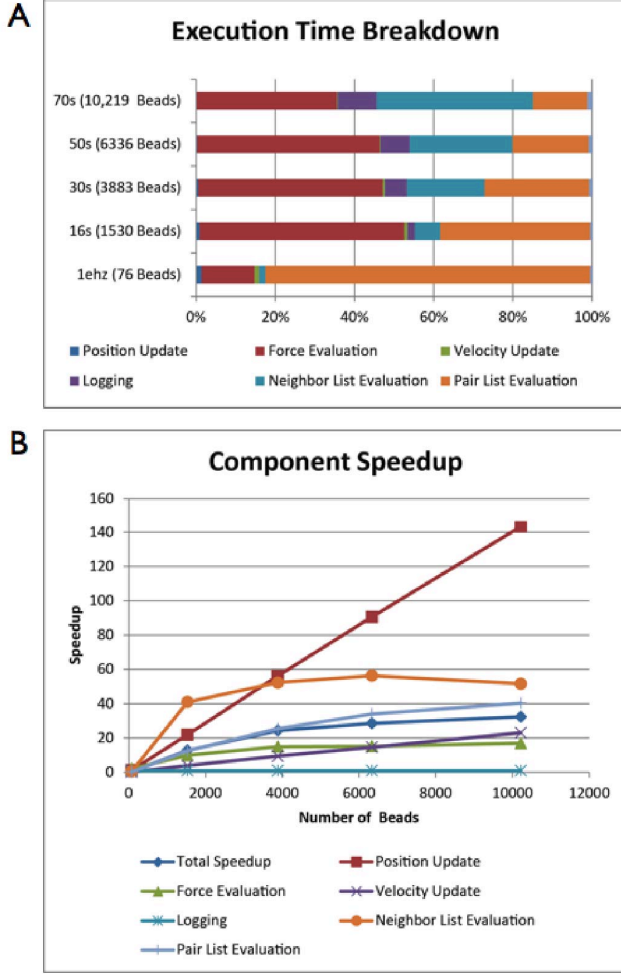 A
Execution Time Breakdown
70s (10,219 Beads)
50s (6336 Beads)
30s (3883 Beads)
16s (1530 Beads)
1ehz (76 Beads)
0% 20% 40% 60% 80% 100%
Position Update Force Evaluation Velocity Update
Logging Neighbor List Evaluation Pair List Evaluation
B
Component Speedup
160
140
120
100
80
60
40
20
0
Speedup
0 2000 4000 6000 8000 10000 12000
Number of Beads
Total Speedup Position Update
Force Evaluation Velocity Update
Logging Neighbor List Evaluation
Pair List Evaluation